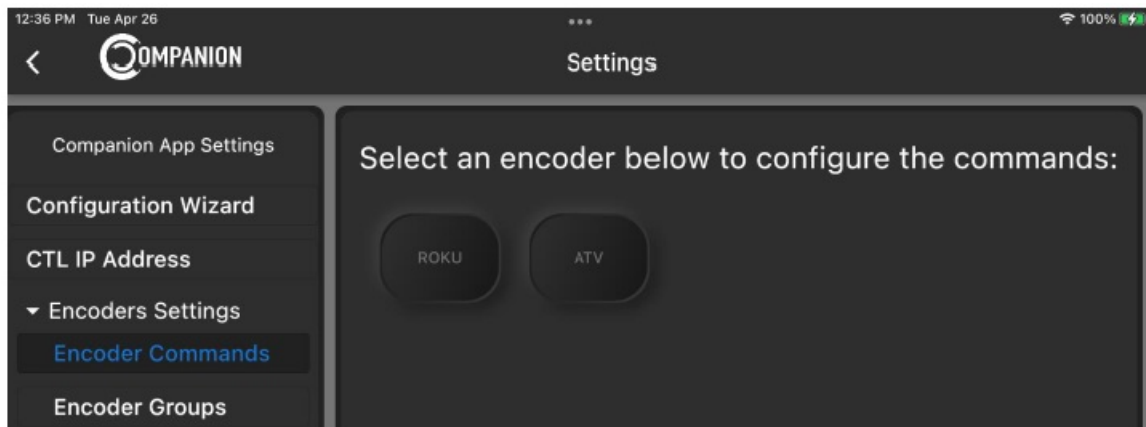 12:36 PM Tue Apr 26
100%
COMPANION
Settings
Companion App Settings
Configuration Wizard
CTL IP Address
Encoders Settings
Encoder Commands
Encoder Groups
Select an encoder below to configure the commands:
ROKU
ATV